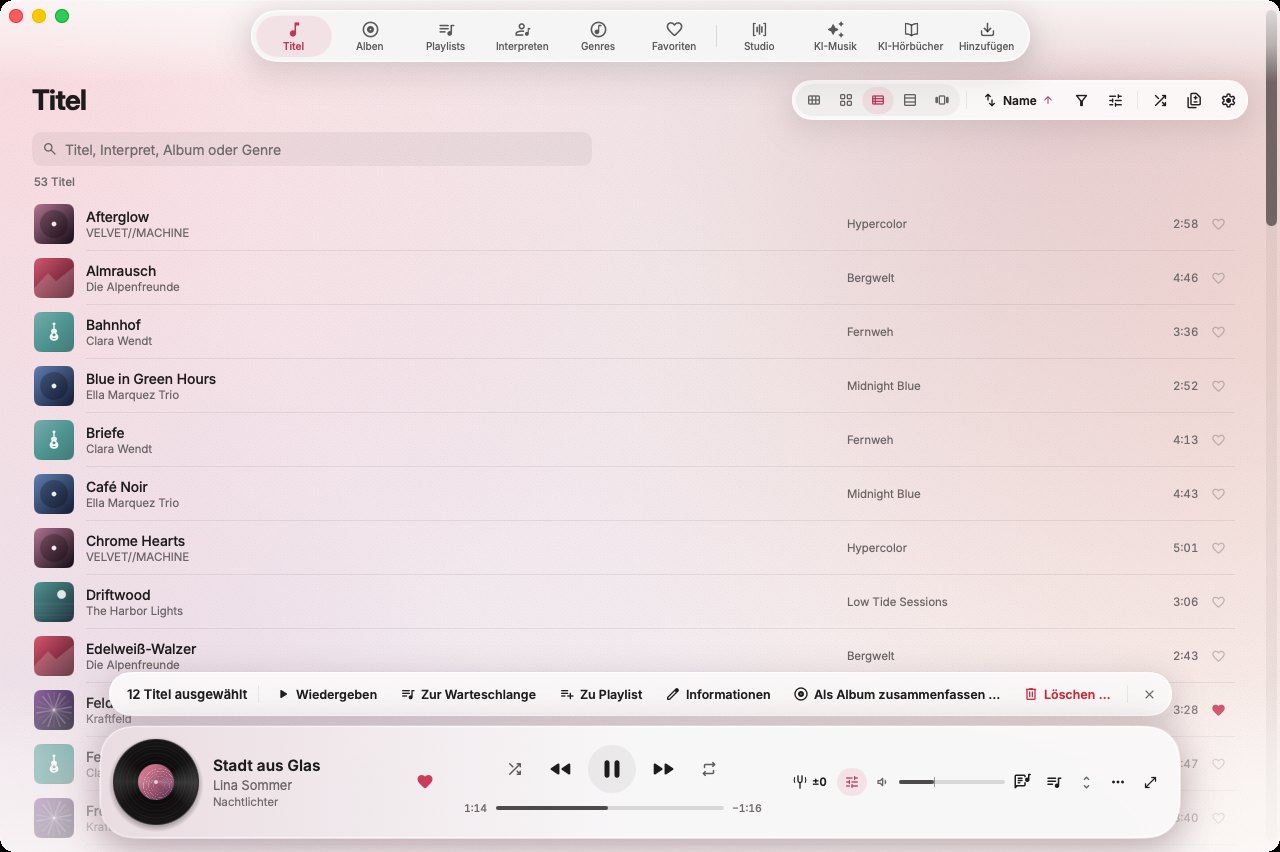 Titel
Alben
Playlists
Interpreten
Genres
Favoriten
Studio
KI-Musik
KI-Hörbücher
Hinzufügen
Titel
Name
Titel, Interpret, Album oder Genre
53 Titel
Afterglow
VELVET//MACHINE
Hypercolor
2:58
Almrausch
Die Alpenfreunde
Bergwelt
4:46
Bahnhof
Clara Wendt
Fernweh
3:36
Blue in Green Hours
Ella Marquez Trio
Midnight Blue
2:52
Briefe
Clara Wendt
Fernweh
4:13
Café Noir
Ella Marquez Trio
Midnight Blue
4:43
Chrome Hearts
VELVET//MACHINE
Hypercolor
5:01
Driftwood
The Harbor Lights
Low Tide Sessions
3:06
Edelweiß-Walzer
Die Alpenfreunde
Bergwelt
2:43
12 Titel ausgewählt
Wiedergeben
Zur Warteschlange
Zu Playlist
Informationen
Als Album zusammenfassen ...
Löschen ...
Kraftfeld
3:28
Stadt aus Glas
Lina Sommer
Nachtlichter
1:14
−1:16
±0